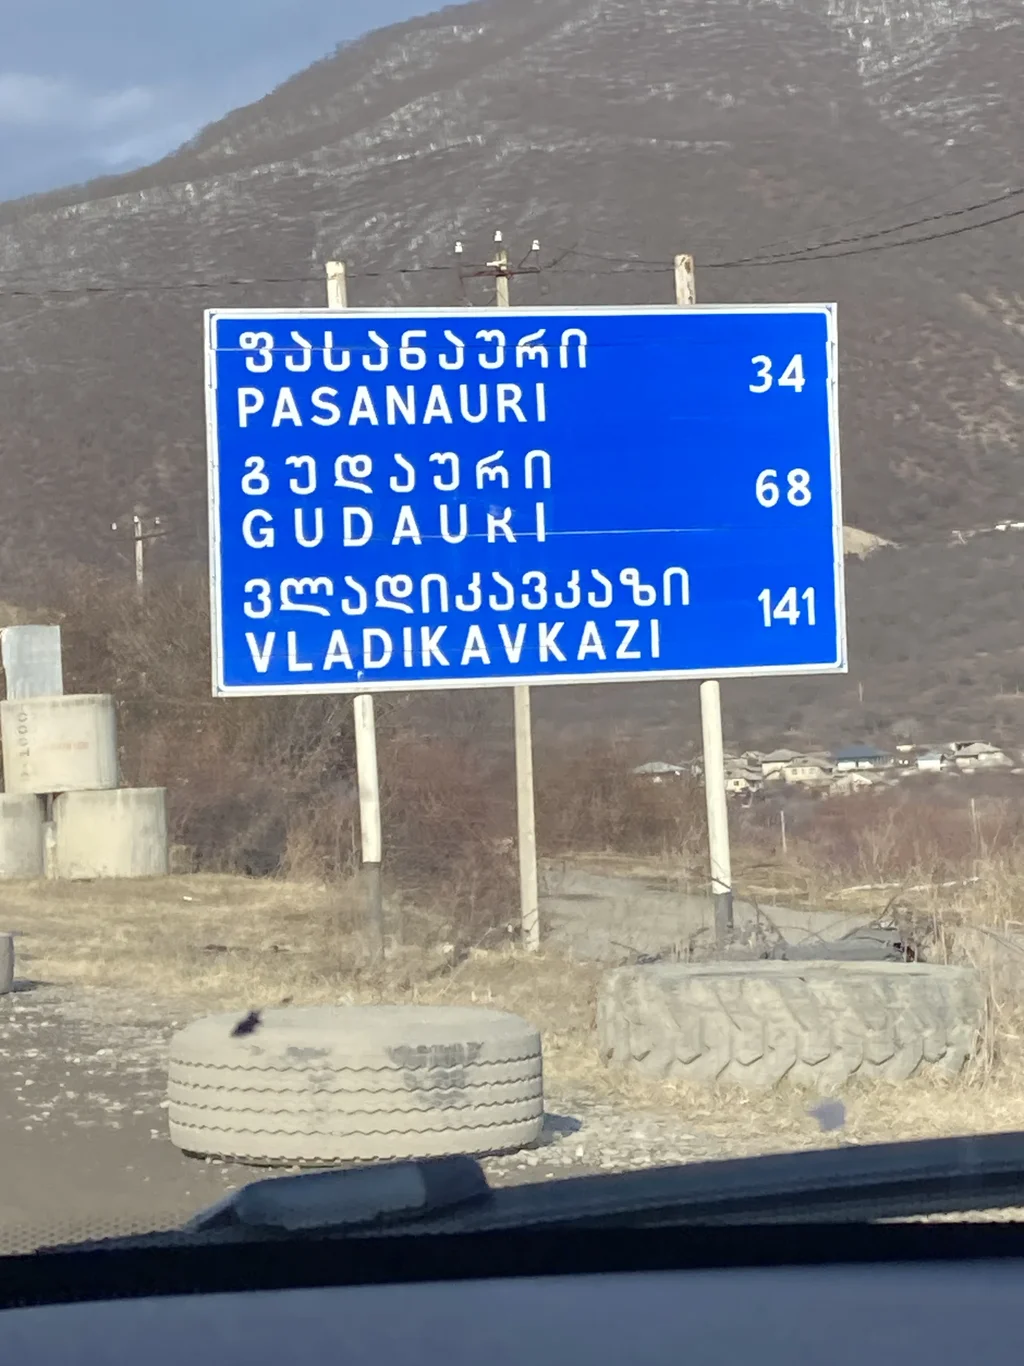 ფასანაური 34
PASANAURI
გუდაური 68
GUDAURI
ვლადიკავკაზი 141
VLADIKAVKAZI